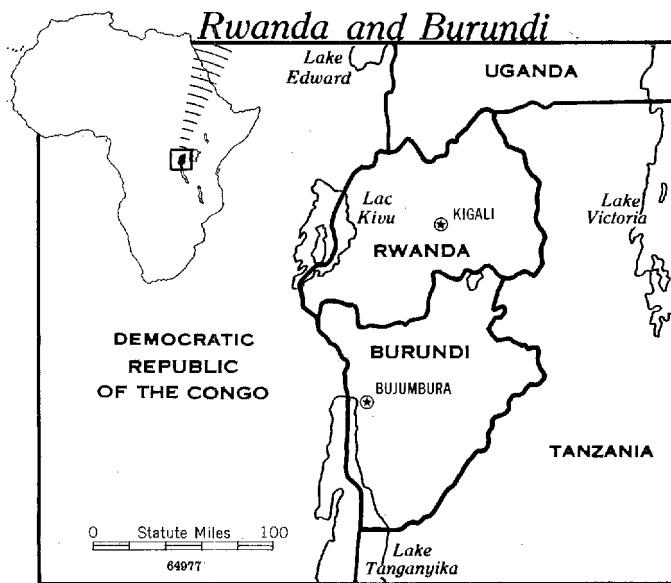 Rwanda and Burundi
Lake
Edward
UGANDA
Lac
Kivu
KIGALI
Lake
Victoria
RWANDA
DEMOCRATIC
REPUBLIC
OF THE CONGO
BURUNDI
BUJUMBURA
TANZANIA
0 Statute Miles 100
64977
Lake
Tanganyika